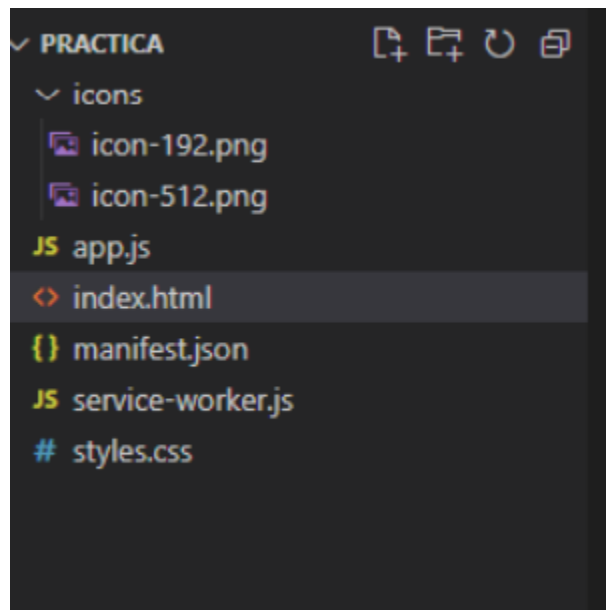 PRACTICA
icons
icon-192.png
icon-512.png
JS app.js
<> index.html
{} manifest.json
JS service-worker.js
# styles.css